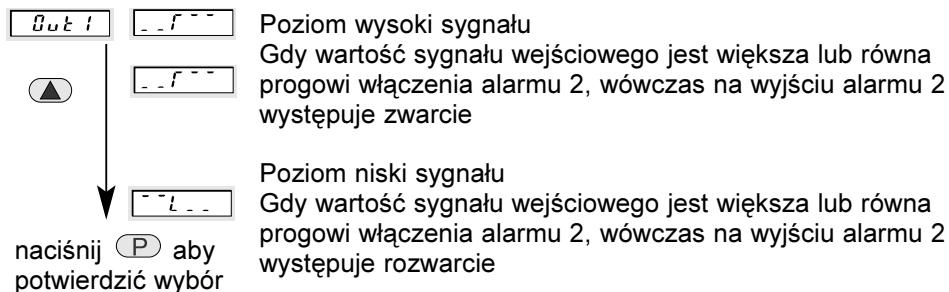 Out 1
Poziom wysoki sygnału
Gdy wartość sygnału wejściowego jest większa lub równa
progowi włączenia alarmu 2, wówczas na wyjściu alarmu 2
występuje zwarcie
Poziom niski sygnału
Gdy wartość sygnału wejściowego jest większa lub równa
progowi włączenia alarmu 2, wówczas na wyjściu alarmu 2
występuje rozwarcie
naciśnij P aby
potwierdzić wybór